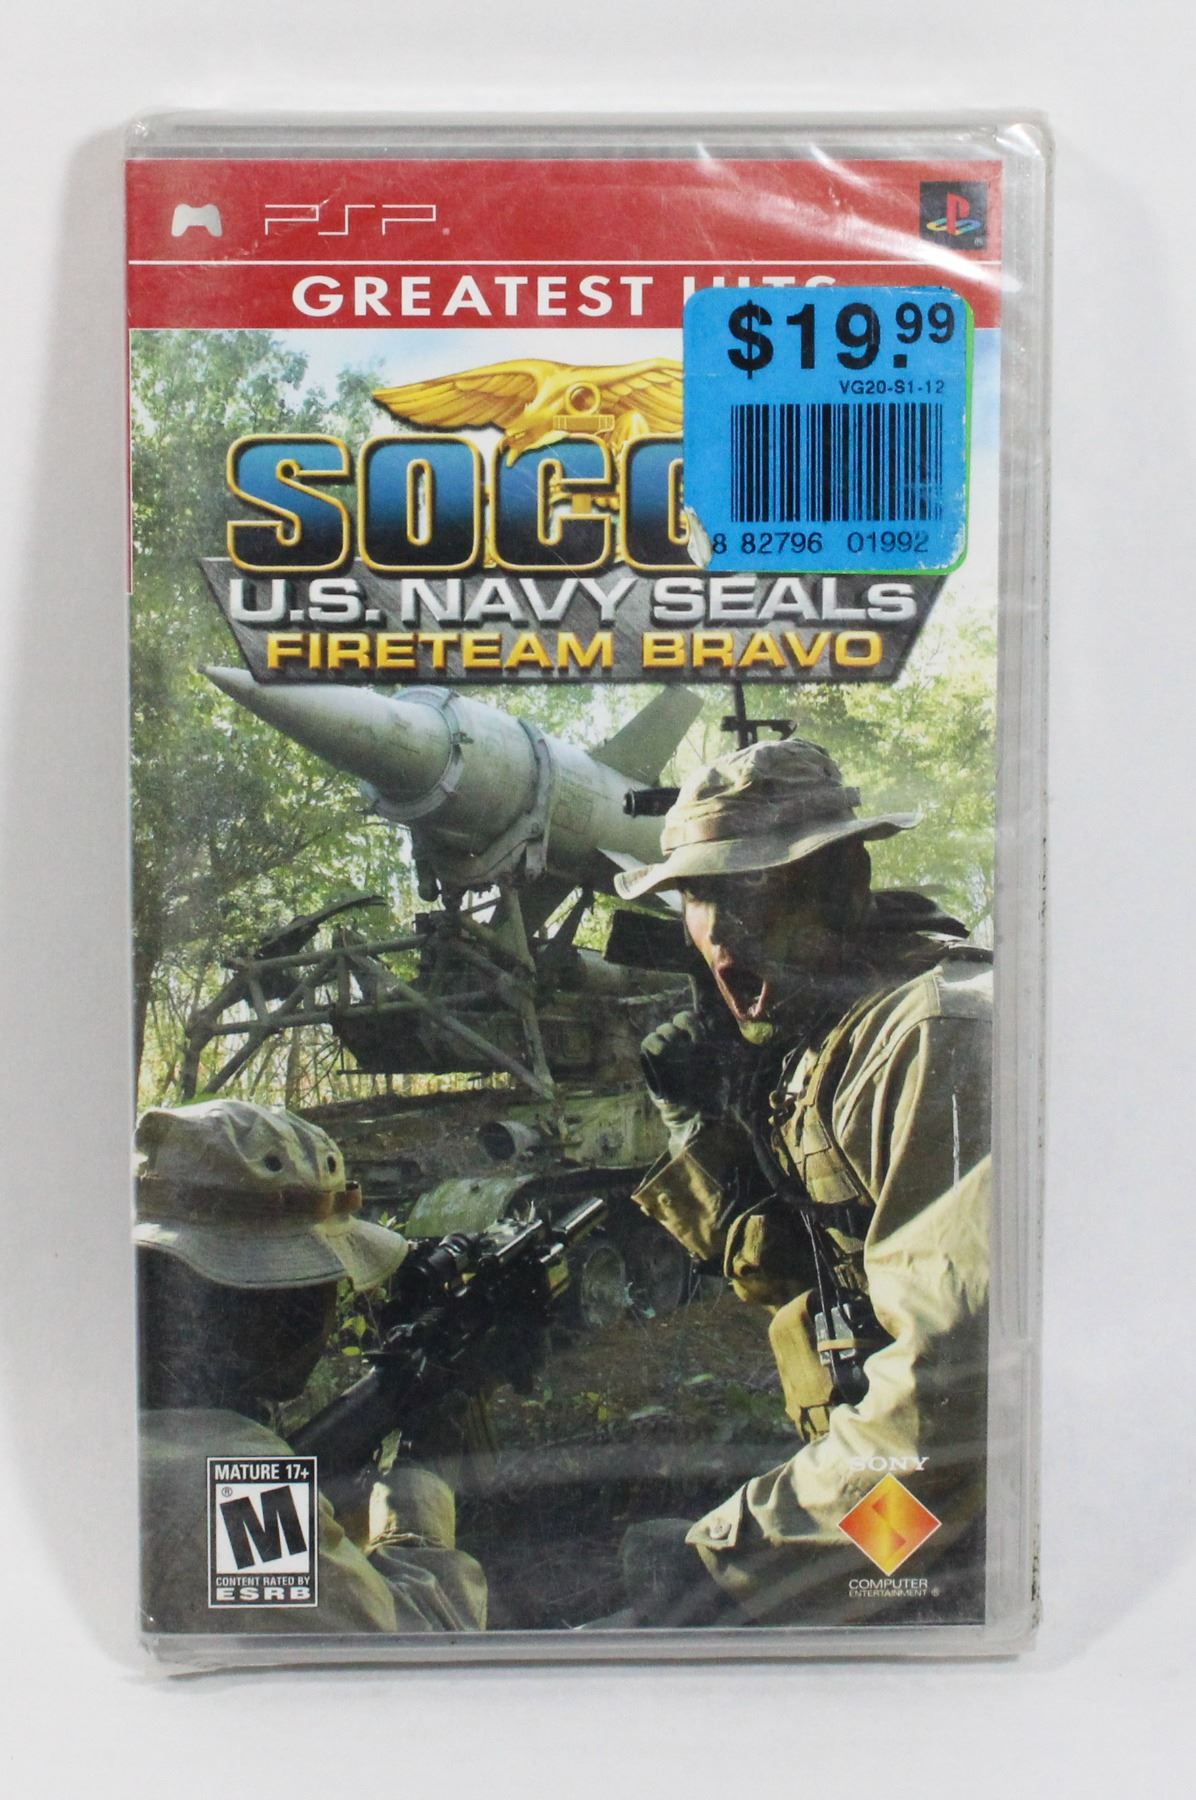 PSP
GREATEST HITS
$19.99
VG20-S1-12
8 82796 01992
U.S. NAVY SEALs
FIRETEAM BRAVO
MATURE 17+
M
CONTENT RATED BY
ESRB
SONY
COMPUTER
ENTERTAINMENT